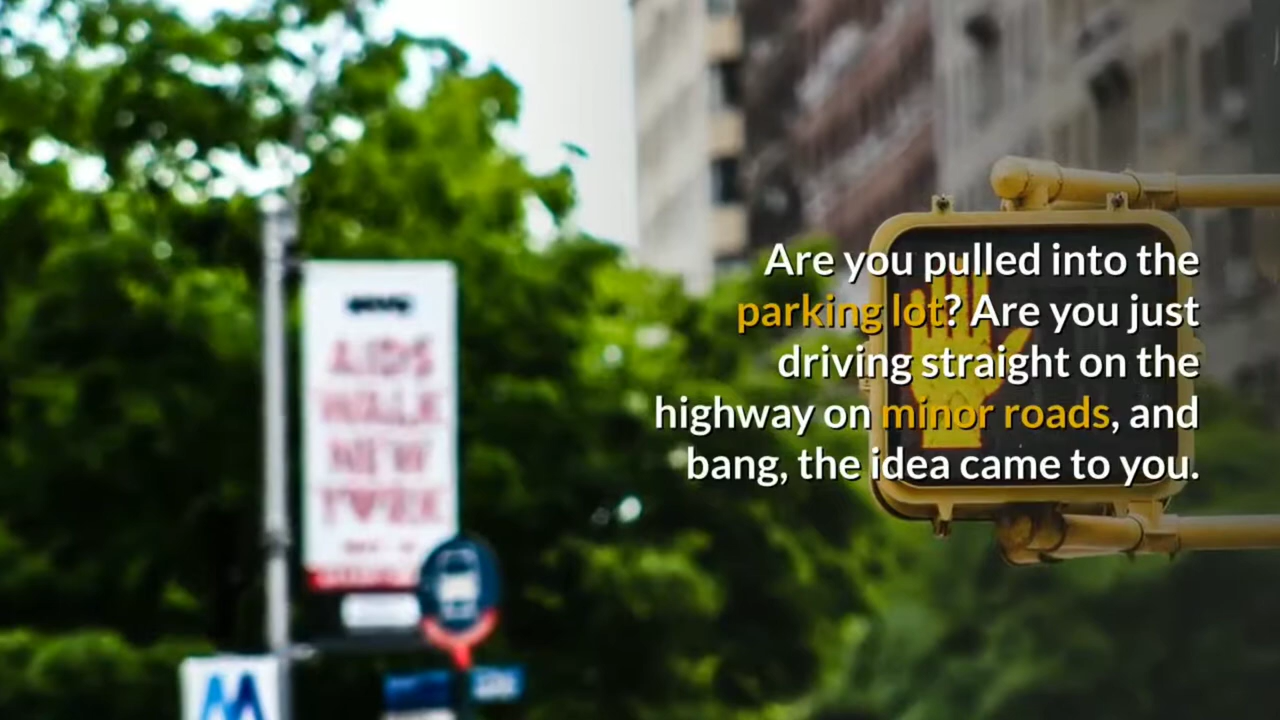 AIDS
WALK
NEW
YORK
Are you pulled into the
parking lot? Are you just
driving straight on the
highway on minor roads, and
bang, the idea came to you.